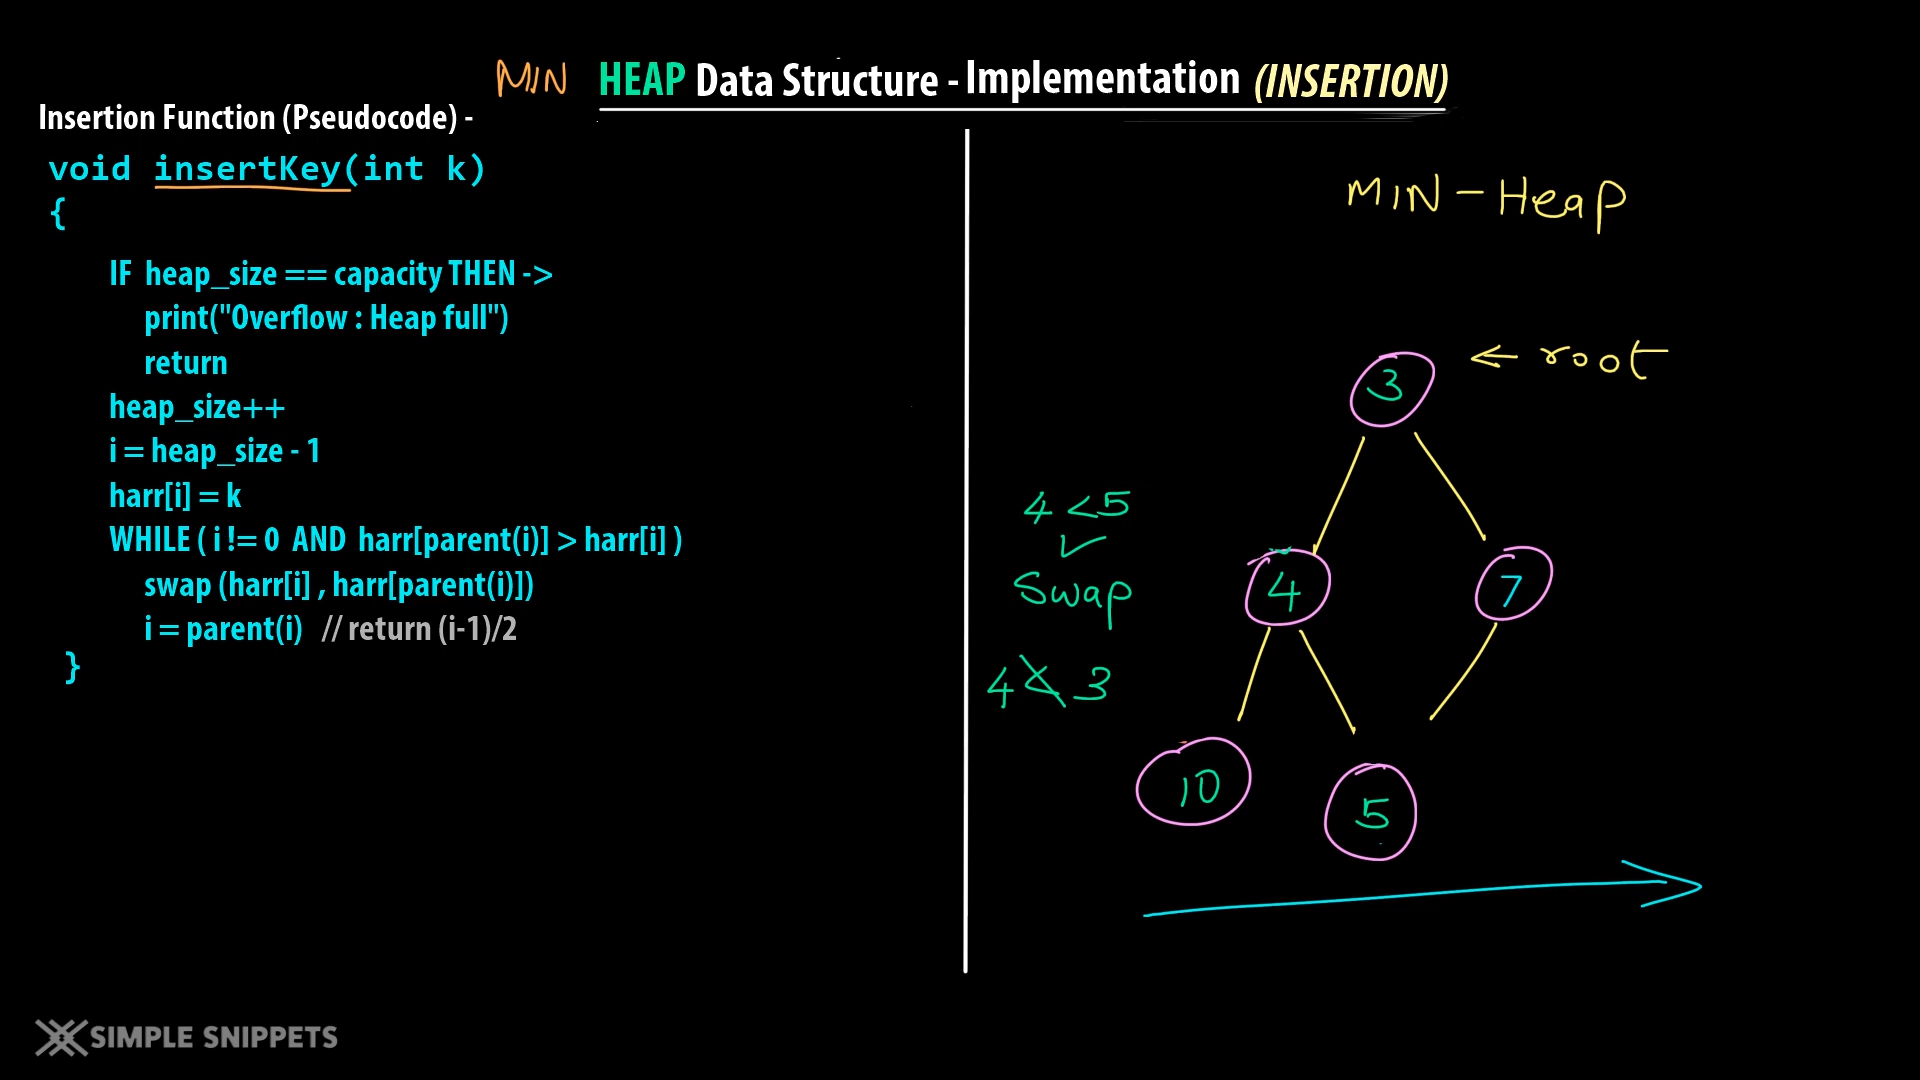 MIN HEAP Data Structure - Implementation (INSERTION)
Insertion Function (Pseudocode) -
void insertKey(int k)
{
IF heap_size == capacity THEN ->
print("Overflow : Heap full")
return
heap_size++
i = heap_size - 1
harr[i] = k
WHILE ( i != 0 AND harr[parent(i)] > harr[i] )
swap (harr[i] , harr[parent(i)])
i = parent(i) // return (i-1)/2
}
MIN - Heap
3 ← root
4 < 5
✓
Swap
4 7
4 < 3
10
5
SIMPLE SNIPPETS